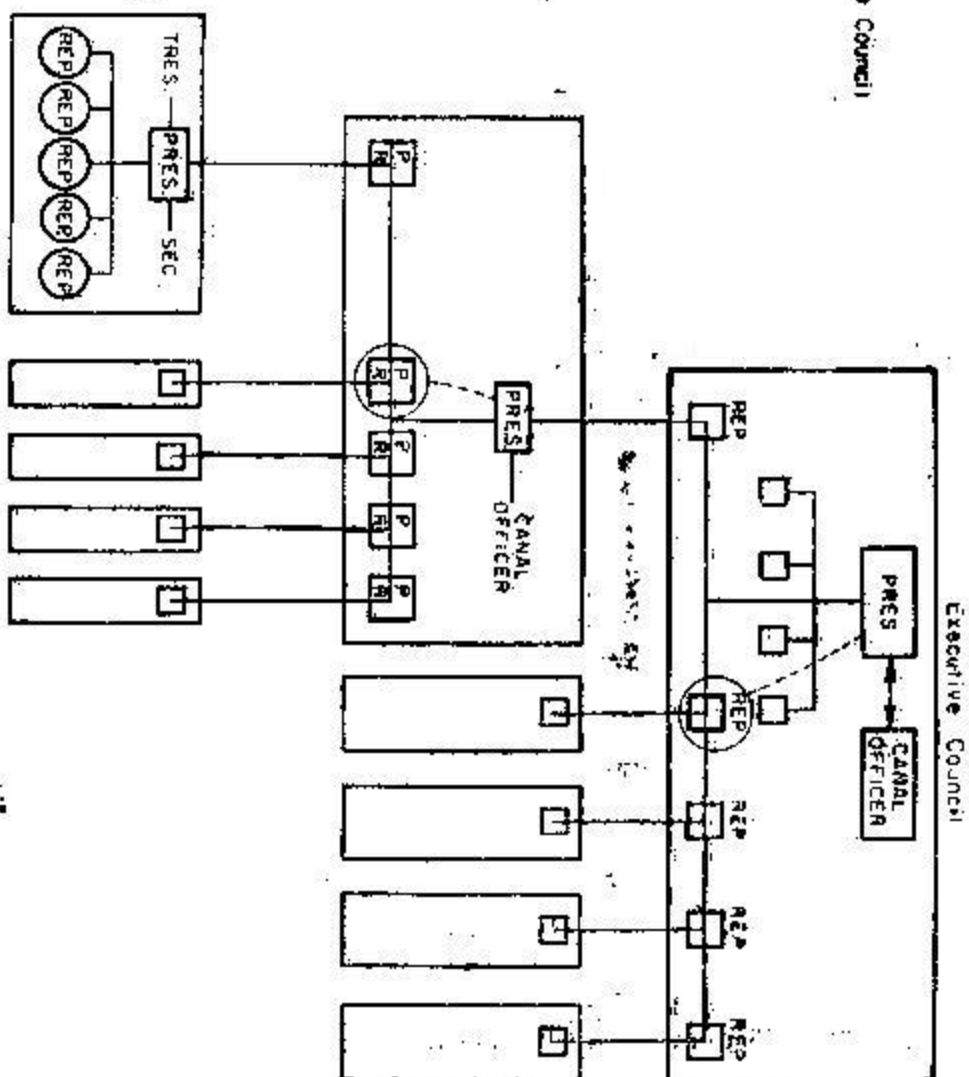 Executive Council
PRES
CANAL
OFFICER
Council
REP
REP
REP
REP
REP
PRES
CANAL
OFFICER
P
R
P
R
P
R
P
R
P
R
TRES.
PRES.
SEC
REP
REP
REP
REP
REP